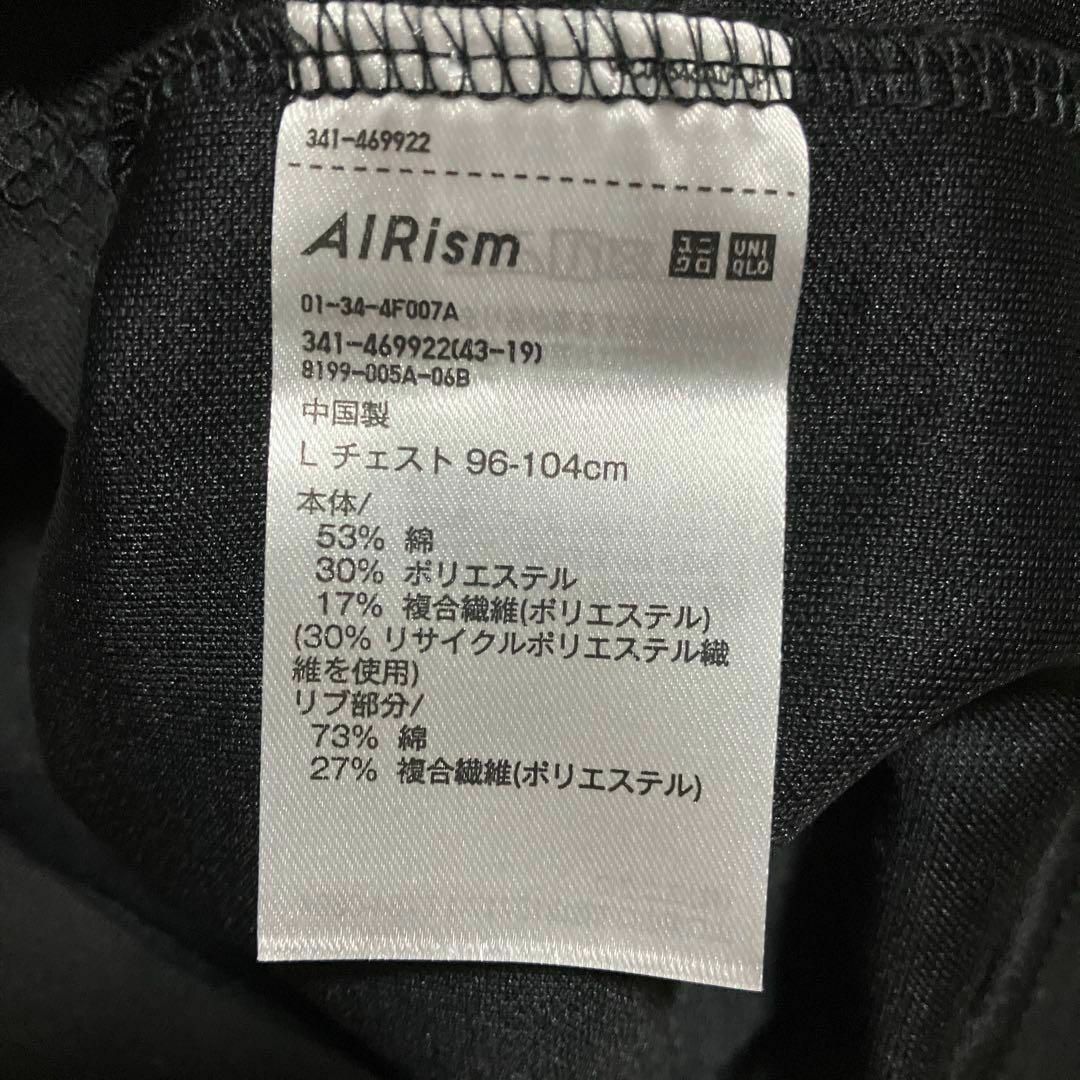 341-469922
AIRism ユニクロ UNIQLO
01-34-4F007A
341-469922(43-19)
8199-005A-06B
中国製
L チェスト 96-104cm
本体/
53% 綿
30% ポリエステル
17% 複合繊維(ポリエステル)
(30% リサイクルポリエステル繊
維を使用)
リブ部分/
73% 綿
27% 複合繊維(ポリエステル)